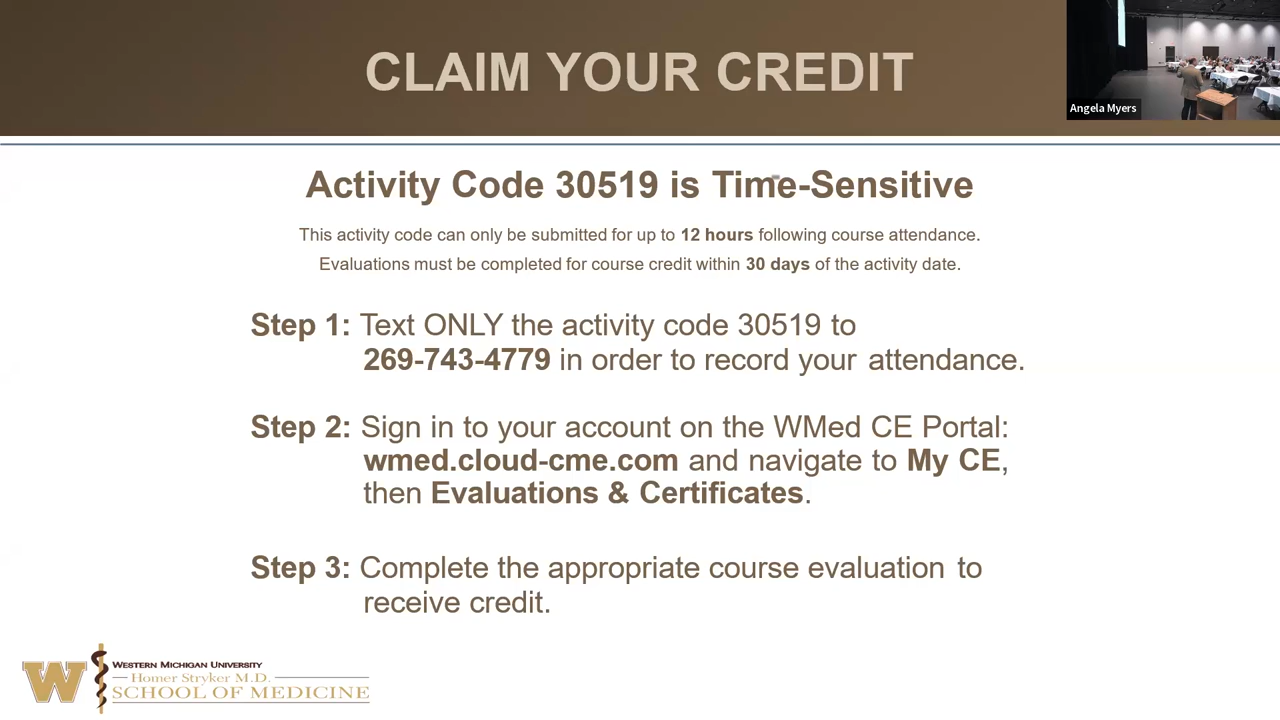 CLAIM YOUR CREDIT
Angela Myers
Activity Code 30519 is Time-Sensitive
This activity code can only be submitted for up to 12 hours following course attendance.
Evaluations must be completed for course credit within 30 days of the activity date.
Step 1: Text ONLY the activity code 30519 to
269-743-4779 in order to record your attendance.
Step 2: Sign in to your account on the WMed CE Portal:
wmed.cloud-cme.com and navigate to My CE,
then Evaluations & Certificates.
Step 3: Complete the appropriate course evaluation to
receive credit.
W
WESTERN MICHIGAN UNIVERSITY
Homer Stryker M.D.
SCHOOL OF MEDICINE